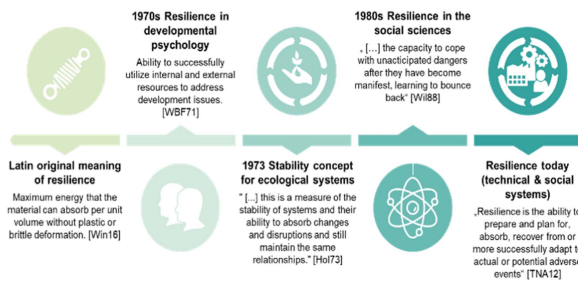 1970s Resilience in
developmental
psychology
Ability to successfully
utilize internal and external
resources to address
development issues.
[WBF71]
1980s Resilience in the
social sciences
„ [...] the capacity to cope
with unacticipated dangers
after they have become
manifest, learning to bounce
back“ [Wil88]
Latin original meaning
of resilience
Maximum energy that the
material can absorb per unit
volume without plastic or
brittle deformation. [Win16]
1973 Stability concept
for ecological systems
" [...] this is a measure of the
stability of systems and their
ability to absorb changes
and disruptions and still
maintain the same
relationships." [Hol73]
Resilience today
(technical & social
systems)
„Resilience is the ability to
prepare and plan for,
absorb, recover from or
more successfully adapt t
actual or potential adverse
events“ [TNA12]